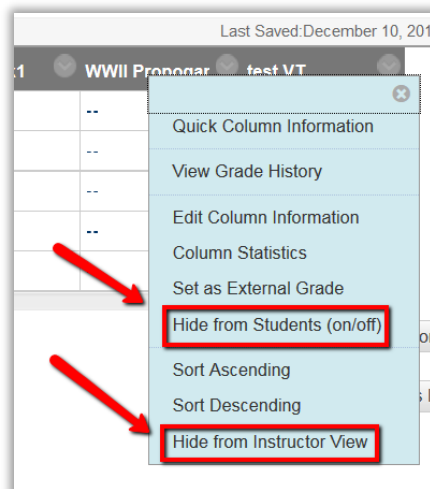 Last Saved:December 10, 201
1 WWII Propogar test VT
--
Quick Column Information
--
View Grade History
--
--
Edit Column Information
Column Statistics
Set as External Grade
Hide from Students (on/off)
Sort Ascending
Sort Descending
Hide from Instructor View